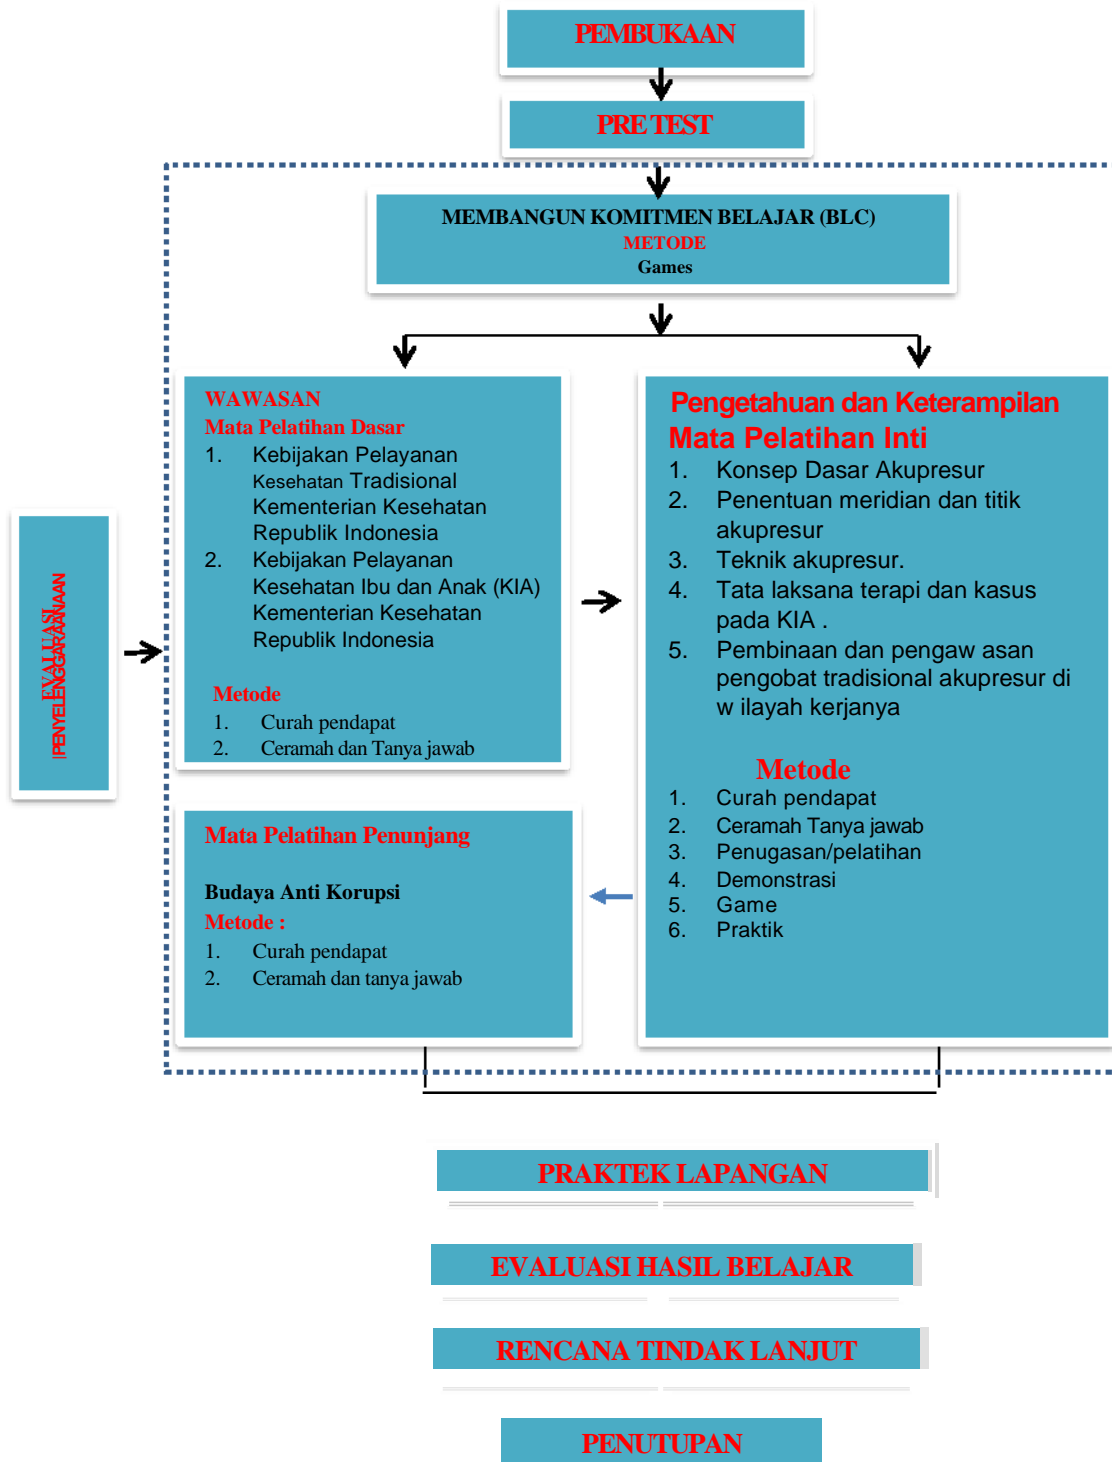 PEMBUKAAN
PRE TEST
MEMBANGUN KOMITMEN BELAJAR (BLC)
METODE
Games
EVALUASI
|PENYELENGGARAANAAN
WAWASAN
Mata Pelatihan Dasar
1. Kebijakan Pelayanan
Kesehatan Tradisional
Kementerian Kesehatan
Republik Indonesia
2. Kebijakan Pelayanan
Kesehatan Ibu dan Anak (KIA)
Kementerian Kesehatan
Republik Indonesia
Metode
1. Curah pendapat
2. Ceramah dan Tanya jawab
Pengetahuan dan Keterampilan
Mata Pelatihan Inti
1. Konsep Dasar Akupresur
2. Penentuan meridian dan titik
akupresur
3. Teknik akupresur.
4. Tata laksana terapi dan kasus
pada KIA .
5. Pembinaan dan pengaw asan
pengobat tradisional akupresur di
w ilayah kerjanya
Metode
1. Curah pendapat
2. Ceramah Tanya jawab
3. Penugasan/pelatihan
4. Demonstrasi
5. Game
6. Praktik
Mata Pelatihan Penunjang
Budaya Anti Korupsi
Metode :
1. Curah pendapat
2. Ceramah dan tanya jawab
PRAKTEK LAPANGAN
EVALUASI HASIL BELAJAR
RENCANA TINDAK LANJUT
PENUTUPAN